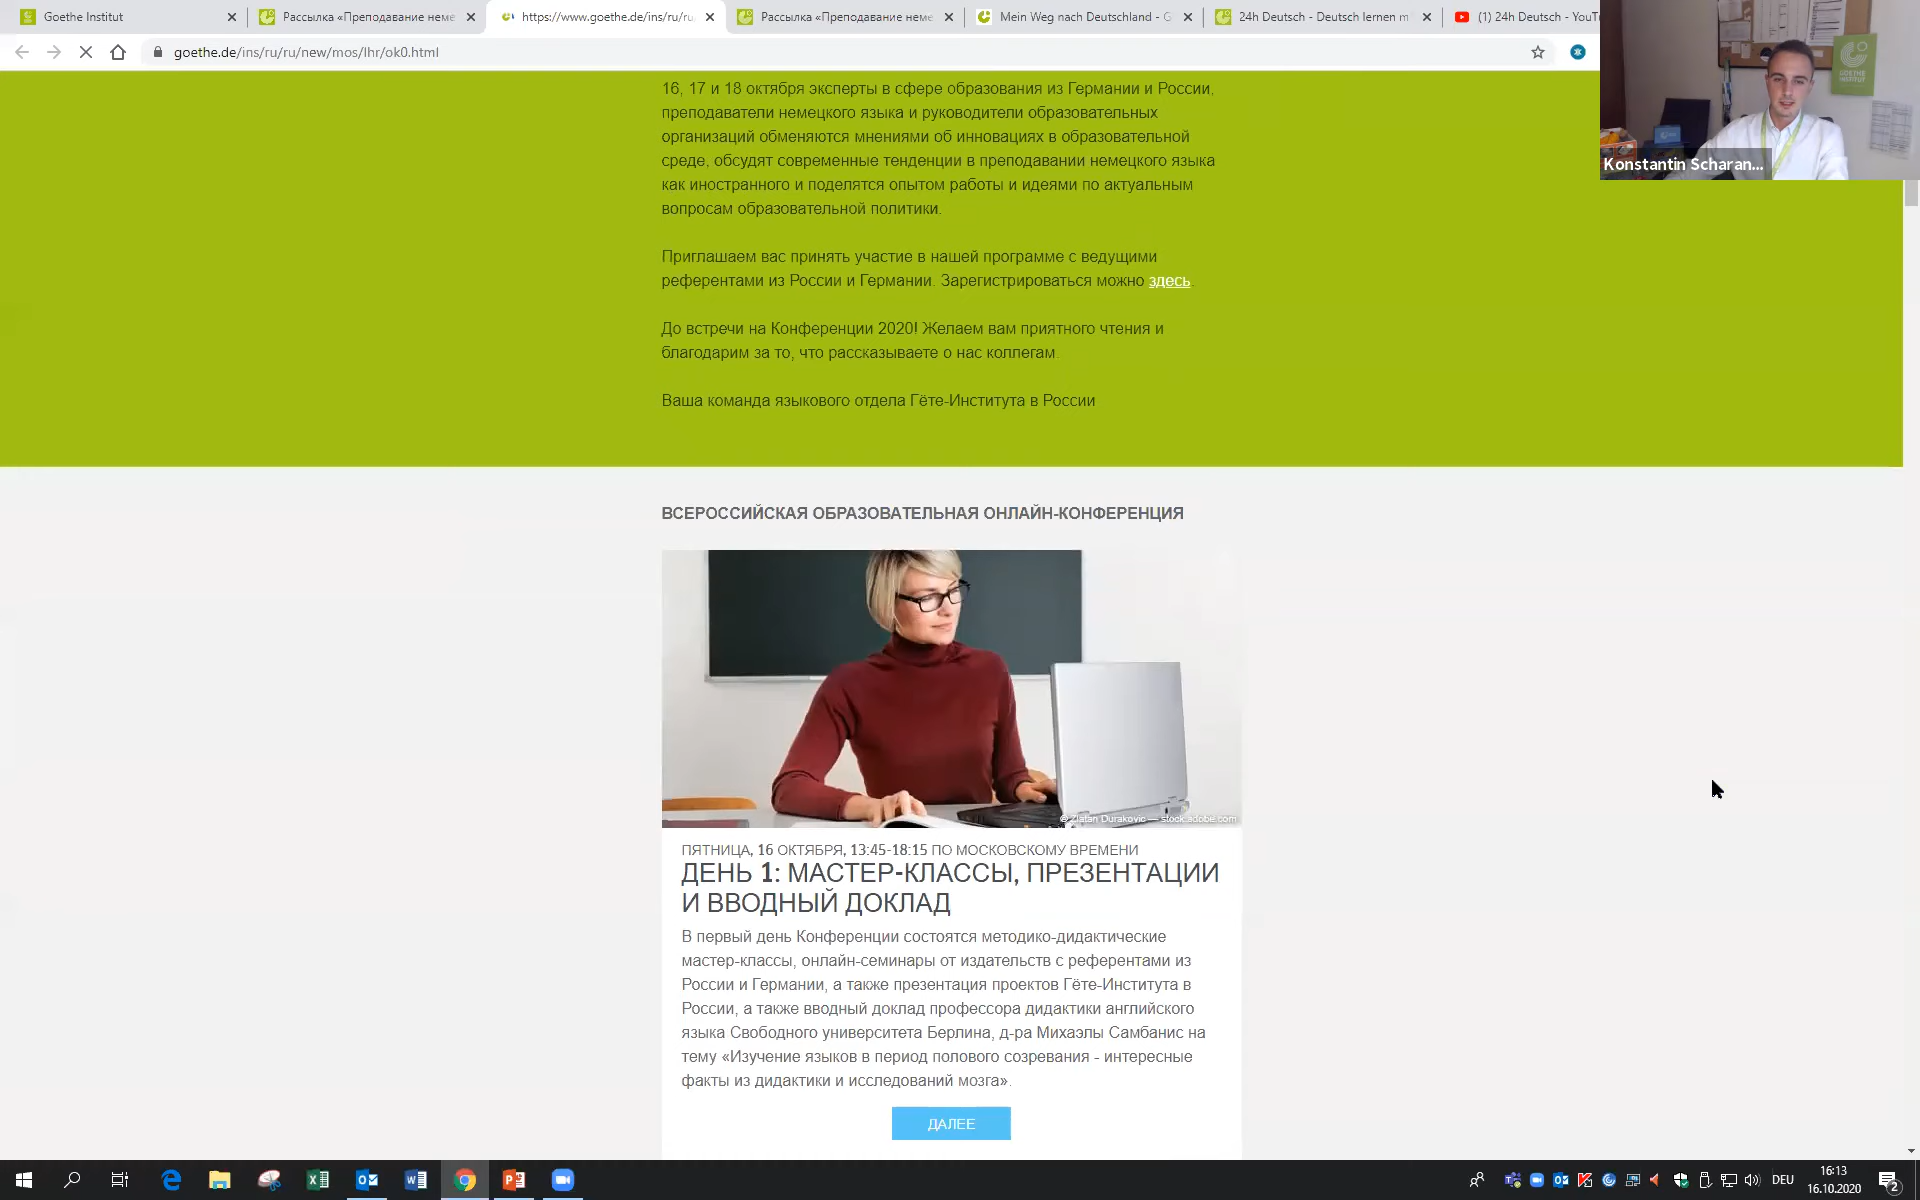 Goethe Institut
Рассылка «Преподавание неме
https://www.goethe.de/ins/ru/ru
Рассылка «Преподавание неме
Mein Weg nach Deutschland - G
24h Deutsch - Deutsch lernen m
(1) 24h Deutsch - YouT
goethe.de/ins/ru/ru/new/mos/lhr/ok0.html
GOETHE
INSTITUT
Konstantin Scharan...
16, 17 и 18 октября эксперты в сфере образования из Германии и России,
преподаватели немецкого языка и руководители образовательных
организаций обменяются мнениями об инновациях в образовательной
среде, обсудят современные тенденции в преподавании немецкого языка
как иностранного и поделятся опытом работы и идеями по актуальным
вопросам образовательной политики.
Приглашаем вас принять участие в нашей программе с ведущими
референтами из России и Германии. Зарегистрироваться можно здесь.
До встречи на Конференции 2020! Желаем вам приятного чтения и
благодарим за то, что рассказываете о нас коллегам.
Ваша команда языкового отдела Гёте-Института в России
ВСЕРОССИЙСКАЯ ОБРАЗОВАТЕЛЬНАЯ ОНЛАЙН-КОНФЕРЕНЦИЯ
© Zlatan Durakovic — stock.adobe.com
ПЯТНИЦА, 16 ОКТЯБРЯ, 13:45-18:15 ПО МОСКОВСКОМУ ВРЕМЕНИ
ДЕНЬ 1: МАСТЕР-КЛАССЫ, ПРЕЗЕНТАЦИИ
И ВВОДНЫЙ ДОКЛАД
В первый день Конференции состоятся методико-дидактические
мастер-классы, онлайн-семинары от издательств с референтами из
России и Германии, а также презентация проектов Гёте-Института в
России, а также вводный доклад профессора дидактики английского
языка Свободного университета Берлина, д-ра Михаэлы Самбанис на
тему «Изучение языков в период полового созревания - интересные
факты из дидактики и исследований мозга».
ДАЛЕЕ
DEU
16:13
16.10.2020
2